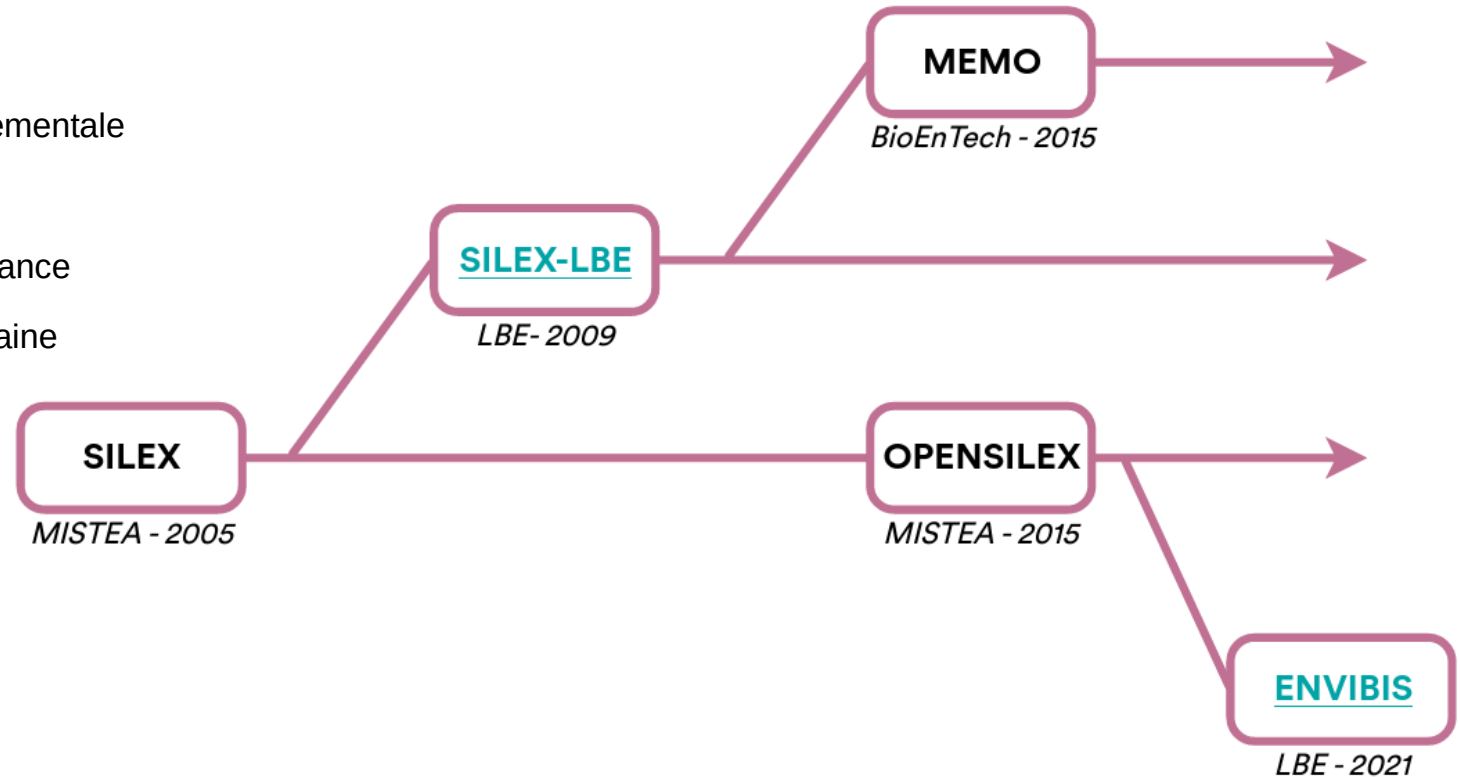 MEMO
BioEnTech - 2015
ementale
SILEX-LBE
LBE- 2009
ance
aine
SILEX
MISTEA - 2005
OPENSILEX
MISTEA - 2015
ENVIBIS
LBE - 2021